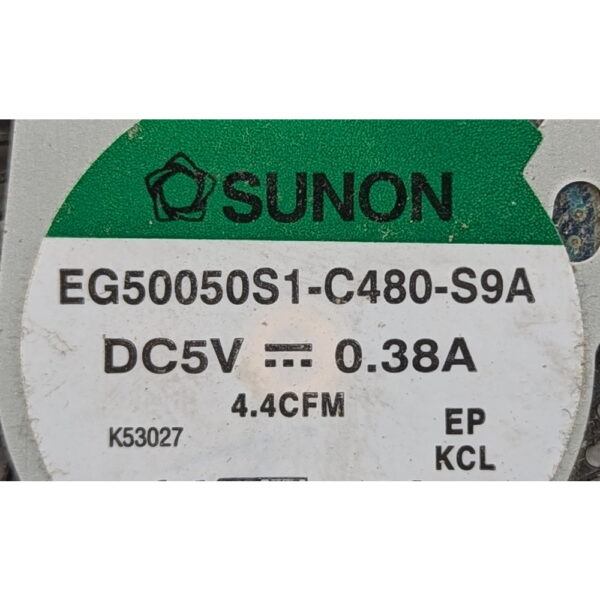 SUNON
EG50050S1-C480-S9A
DC5V ⎓ 0.38A
4.4CFM
K53027
EP
KCL